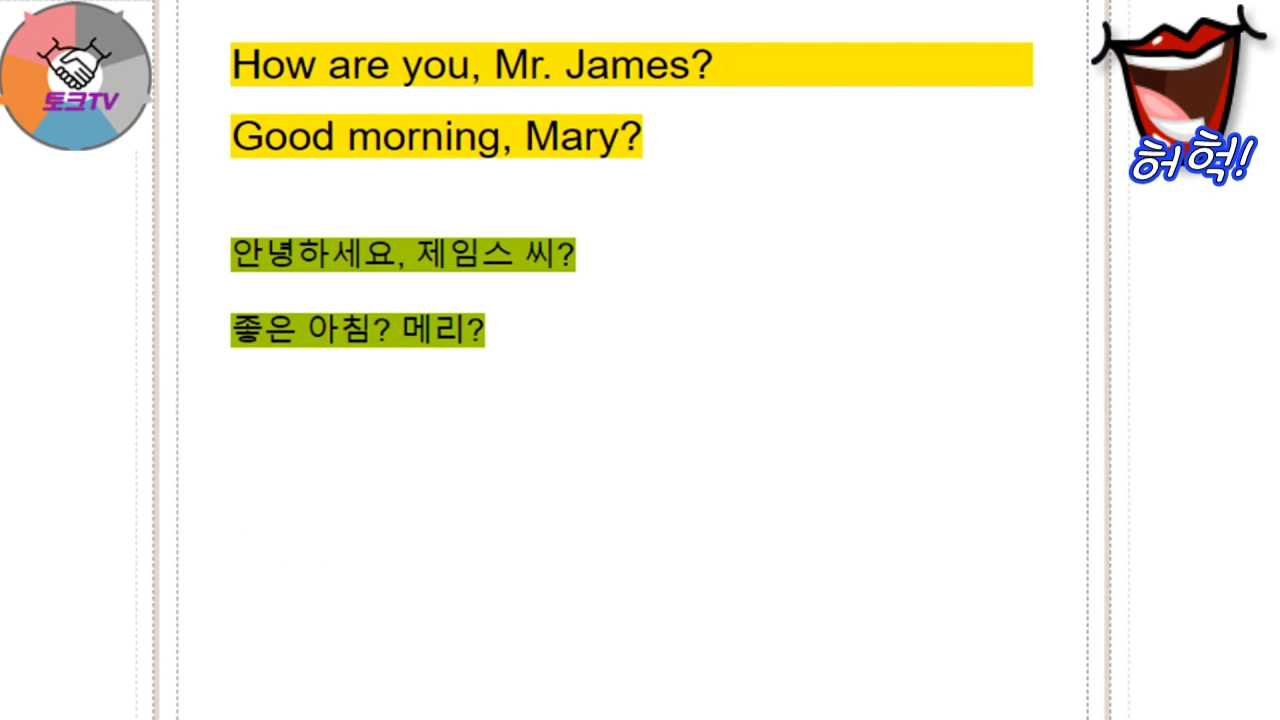 How are you, Mr. James?
Good morning, Mary?
안녕하세요, 제임스 씨?
좋은 아침? 메리?
토크TV
허헉!